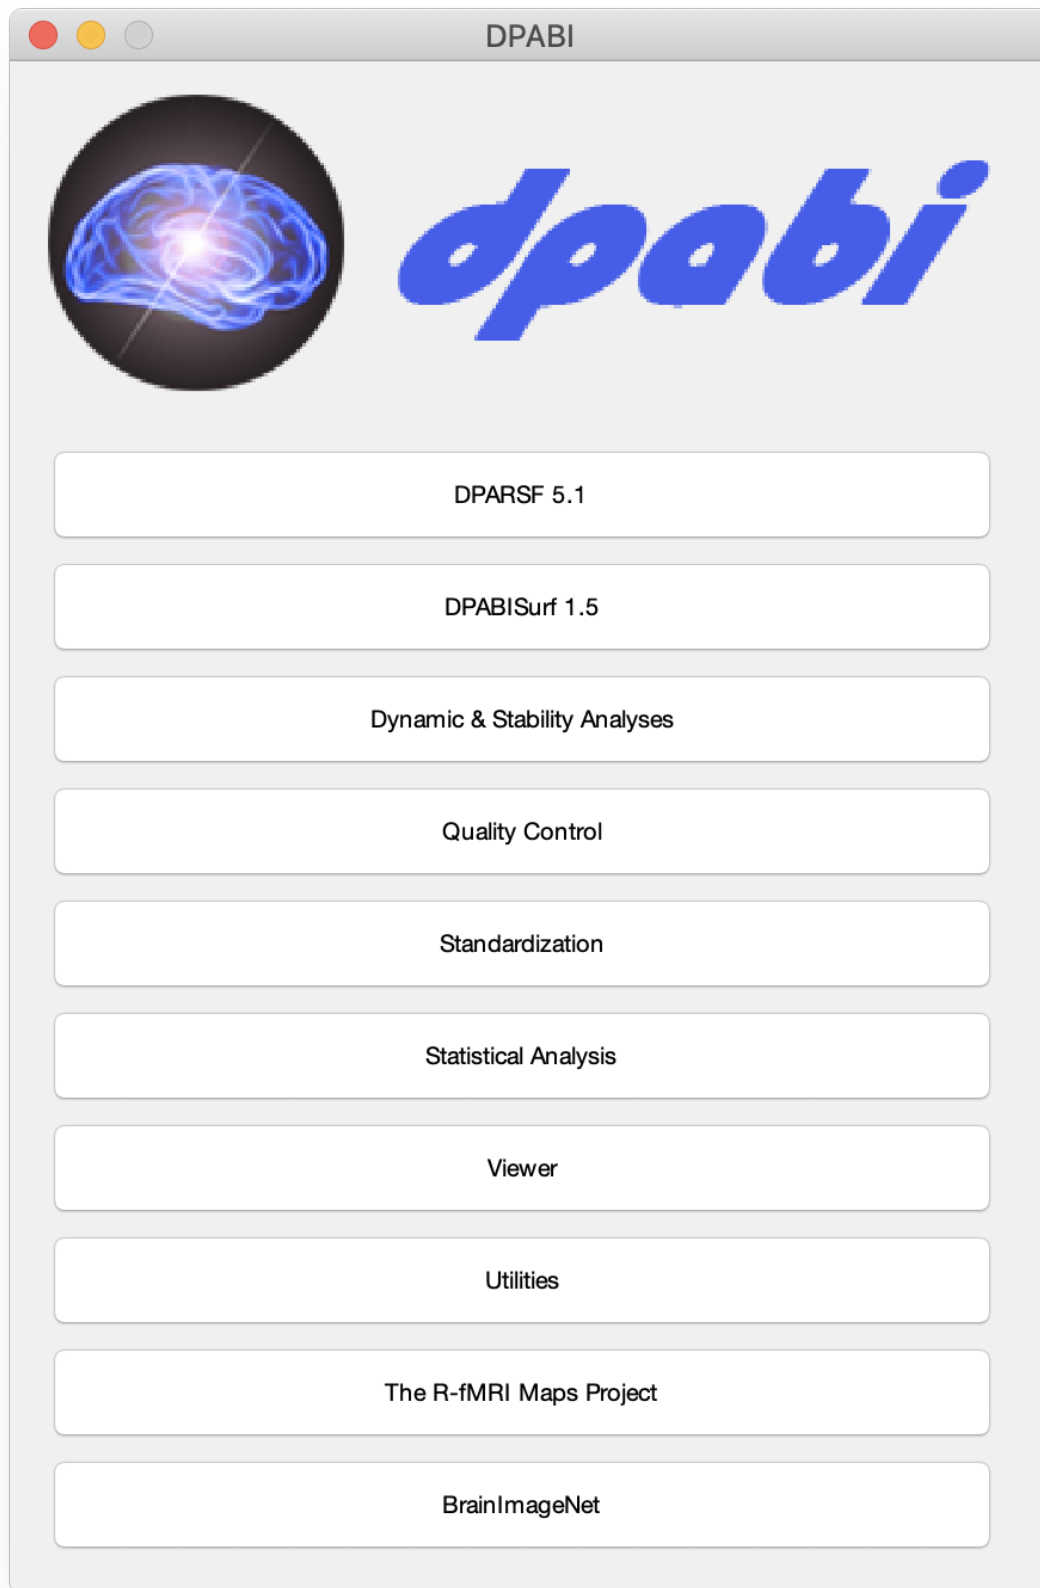 DPABI
dpabi
DPARSF 5.1
DPABISurf 1.5
Dynamic & Stability Analyses
Quality Control
Standardization
Statistical Analysis
Viewer
Utilities
The R-fMRI Maps Project
BrainImageNet